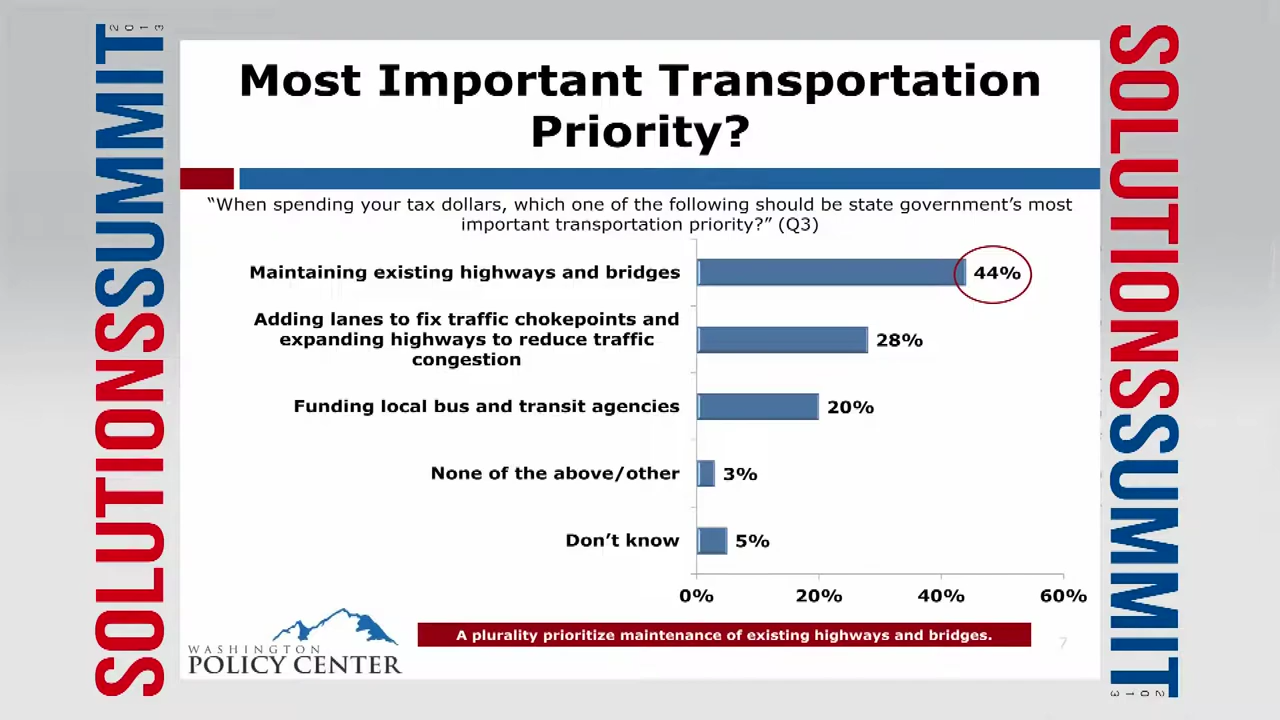 SOLUTIONSSUMMIT
2013
Most Important Transportation
Priority?
“When spending your tax dollars, which one of the following should be state government’s most
important transportation priority?” (Q3)
Maintaining existing highways and bridges
44%
Adding lanes to fix traffic chokepoints and
expanding highways to reduce traffic
congestion
28%
Funding local bus and transit agencies
20%
None of the above/other
3%
Don’t know
5%
0%
20%
40%
60%
A plurality prioritize maintenance of existing highways and bridges.
7
WASHINGTON
POLICY CENTER
SOLUTIONSSUMMIT
2013